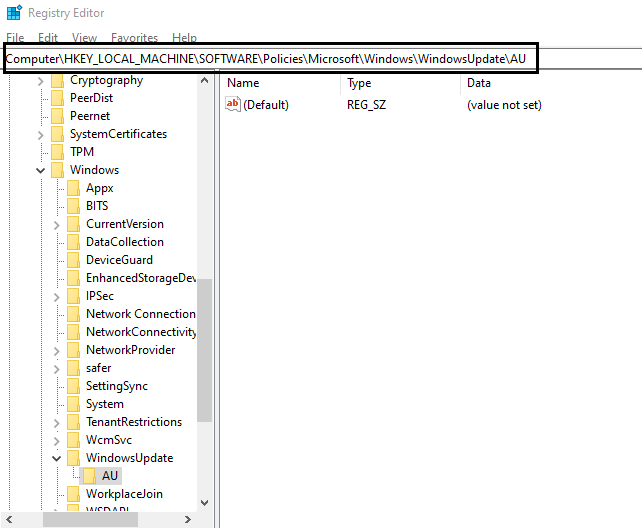 Registry Editor
File Edit View Favorites Help
Computer\HKEY_LOCAL_MACHINE\SOFTWARE\Policies\Microsoft\Windows\WindowsUpdate\AU
Name Type Data
(Default) REG_SZ (value not set)
Cryptography
PeerDist
Peernet
SystemCertificates
TPM
Windows
Appx
BITS
CurrentVersion
DataCollection
DeviceGuard
EnhancedStorageDev
IPSec
Network Connection
NetworkConnectivity
NetworkProvider
safer
SettingSync
System
TenantRestrictions
WcmSvc
WindowsUpdate
AU
WorkplaceJoin